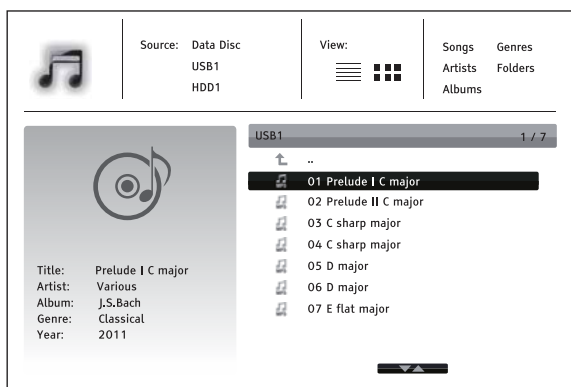 Source: Data Disc
USB1
HDD1
View:
Songs Genres
Artists Folders
Albums
USB1 1 / 7
..
01 Prelude I C major
02 Prelude II C major
03 C sharp major
04 C sharp major
05 D major
06 D major
07 E flat major
Title: Prelude I C major
Artist: Various
Album: J.S.Bach
Genre: Classical
Year: 2011